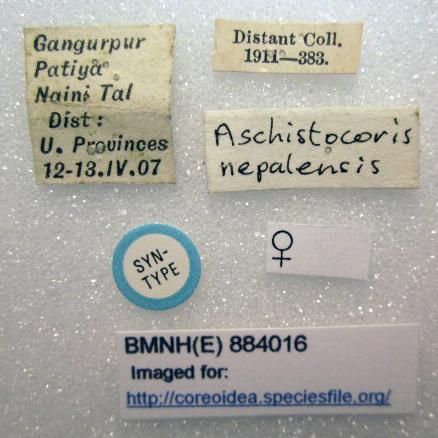 Gangurpur
Patiya
Naini Tal
Dist:
U. Provinces
12-13.IV.07
Distant Coll.
1911—383.
Aschistocoris
nepalensis
SYN-
TYPE
♀
BMNH(E) 884016
Imaged for:
http://coreoidea.speciesfile.org/